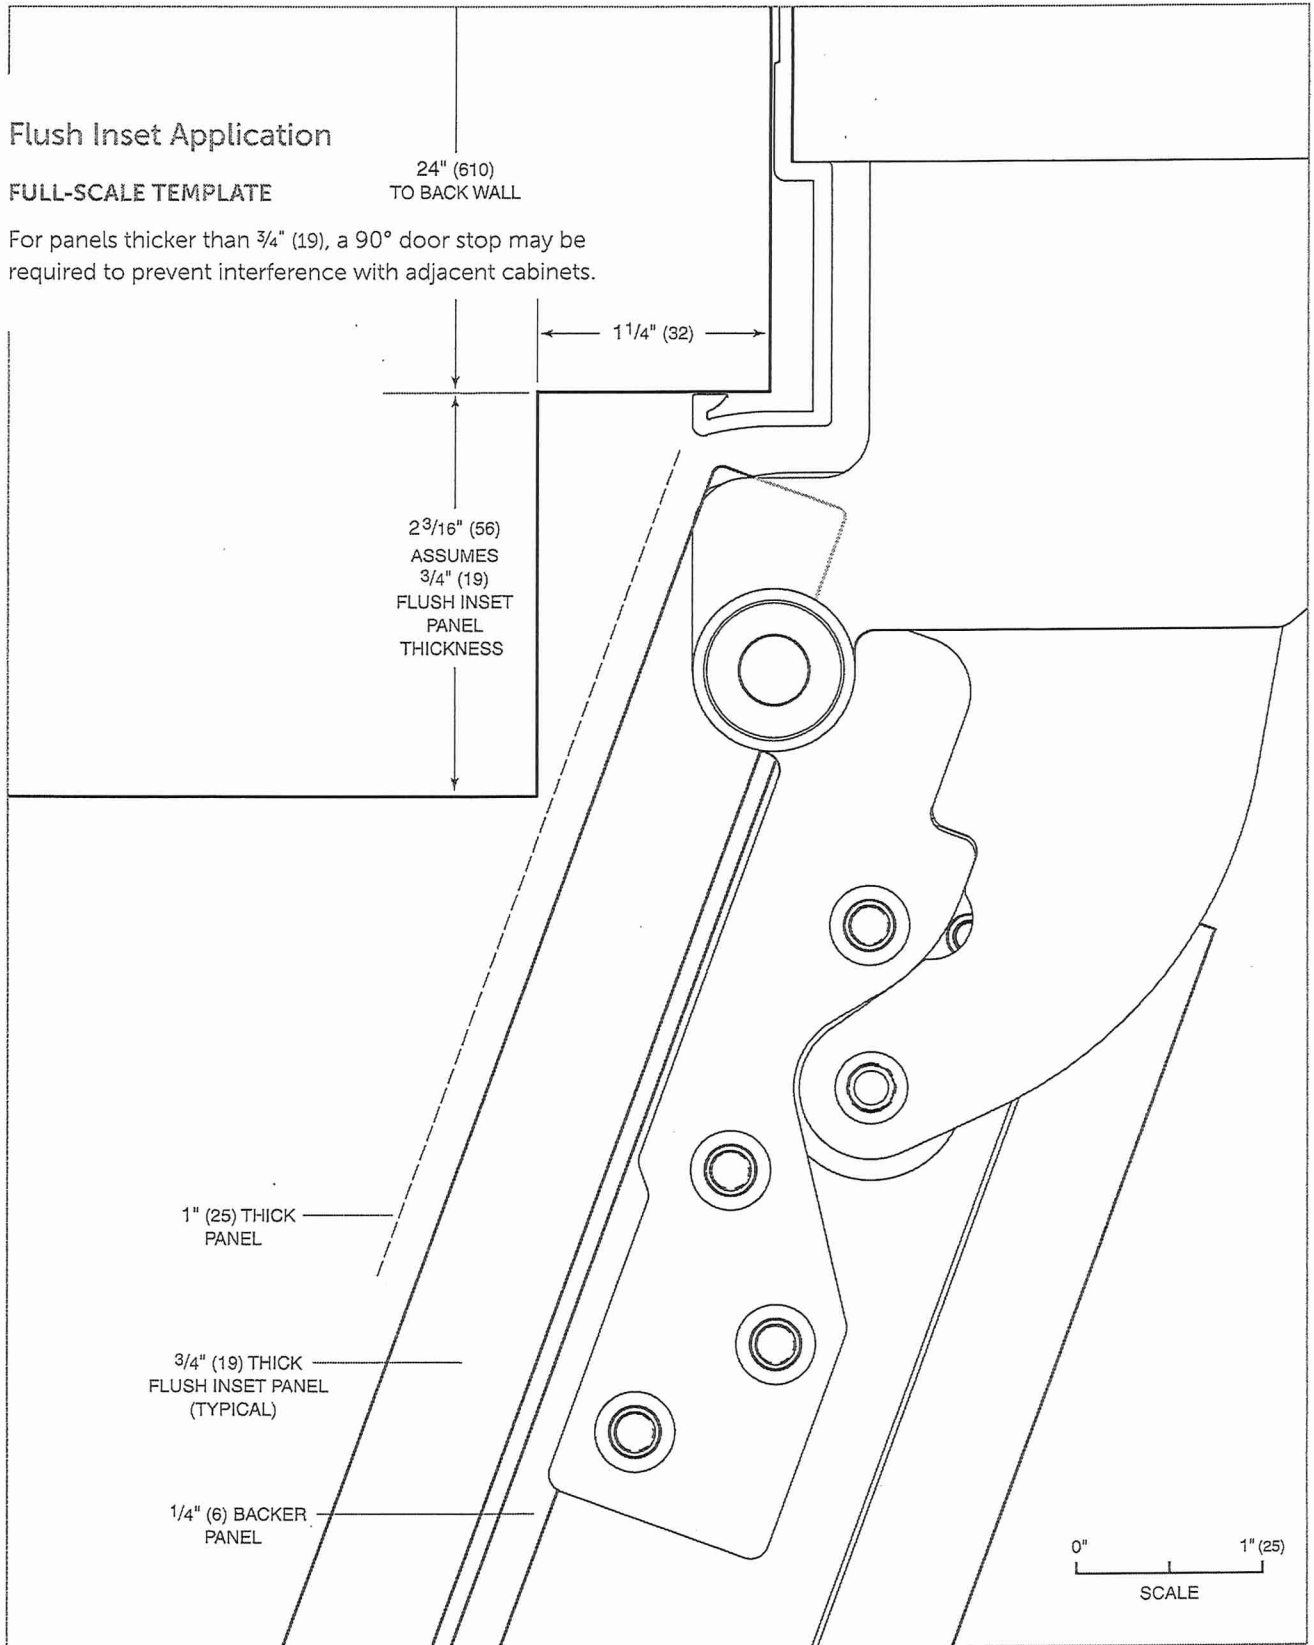 Flush Inset Application
FULL-SCALE TEMPLATE
For panels thicker than 3/4" (19), a 90° door stop may be
required to prevent interference with adjacent cabinets.
24" (610)
TO BACK WALL
1 1/4" (32)
2 3/16" (56)
ASSUMES
3/4" (19)
FLUSH INSET
PANEL
THICKNESS
1" (25) THICK
PANEL
3/4" (19) THICK
FLUSH INSET PANEL
(TYPICAL)
1/4" (6) BACKER
PANEL
0" 1" (25)
SCALE